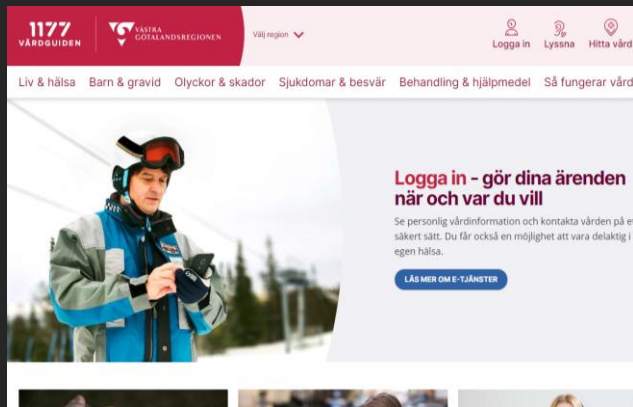 1177
VÅRDGUIDEN
VÄSTRA
GÖTALANDSREGIONEN
Välj region
Logga in
Lyssna
Hitta vård
Liv & hälsa
Barn & gravid
Olyckor & skador
Sjukdomar & besvär
Behandling & hjälpmedel
Så fungerar vård
Logga in – gör dina ärenden
när och var du vill
Se personlig vårdinformation och kontakta vården på e
säkert sätt. Du får också en möjlighet att vara delaktig i
egen hälsa.
LÄS MER OM E-TJÄNSTER